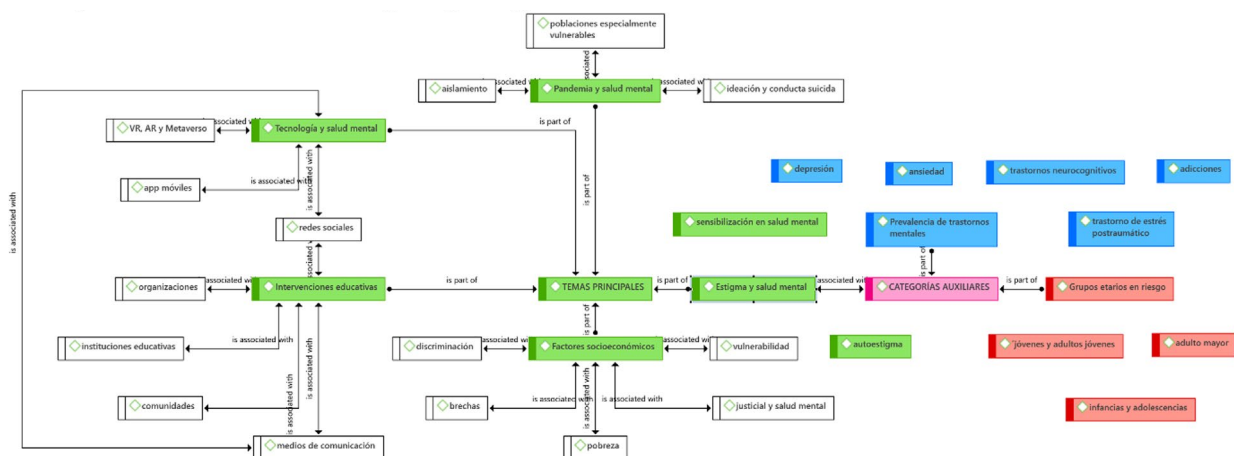 poblaciones especialmente
vulnerables
associated
aislamiento
associated with
Pandemia y salud mental
associated with
ideación y conducta suicida
VR, AR y Metaverso
associated with
Tecnología y salud mental
is part of
depresión
ansiedad
trastornos neurocognitivos
adicciones
app móviles
is associated with
is associated with
is part of
is associated with
sensibilización en salud mental
Prevalencia de trastornos
mentales
trastorno de estrés
postraumático
redes sociales
is associated with
organizaciones
associated with
Intervenciones educativas
is part of
TEMAS PRINCIPALES
is part of
Estigma y salud mental
associated with
CATEGORÍAS AUXILIARES
is part of
Grupos etarios en riesgo
is part of
instituciones educativas
is associated with
is associated with
discriminación
associated with
Factores socioeconómicos
associated with
vulnerabilidad
autoestigma
"jóvenes y adultos jóvenes
adulto mayor
comunidades
is associated with
brechas
is associated with
is associated with
is associated with
justicial y salud mental
infancias y adolescencias
medios de comunicación
pobreza